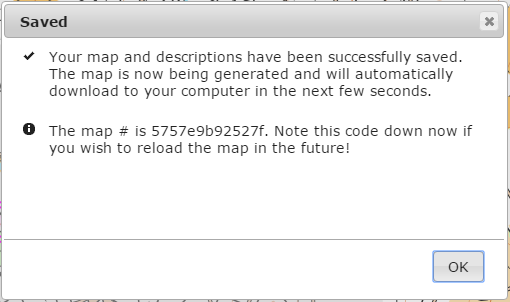 Saved
Your map and descriptions have been successfully saved.
The map is now being generated and will automatically
download to your computer in the next few seconds.
The map # is 5757e9b92527f. Note this code down now if
you wish to reload the map in the future!
OK